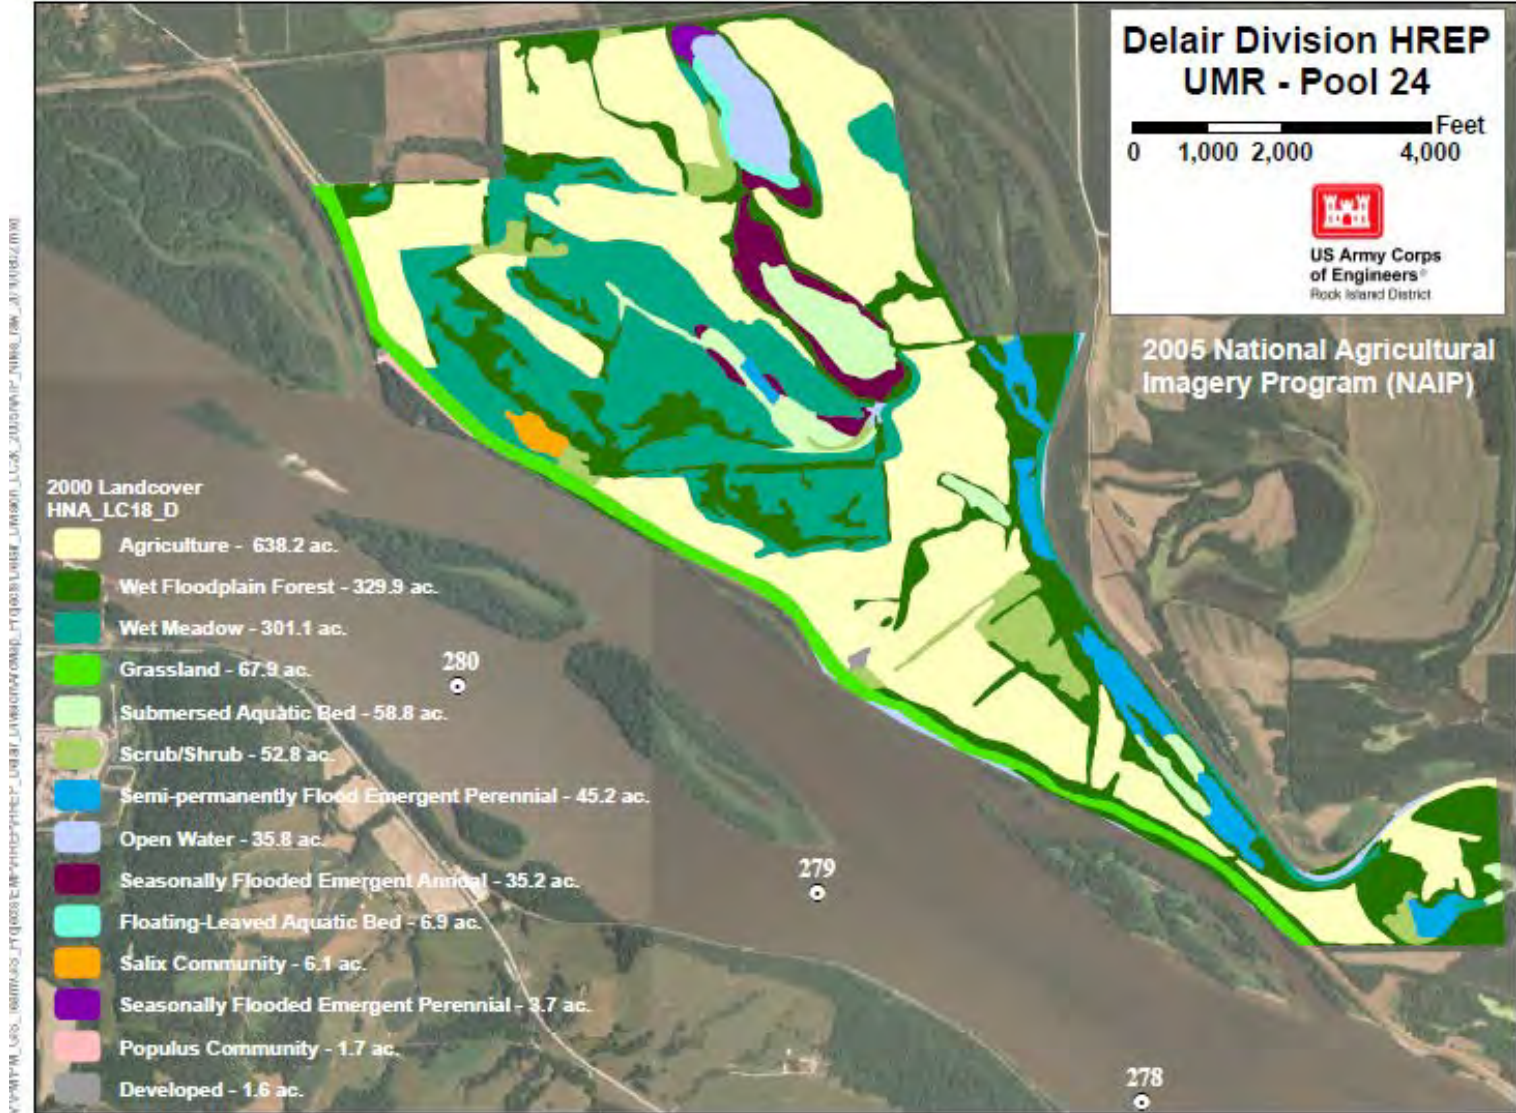 Delair Division HREP
UMR - Pool 24
Feet
0 1,000 2,000 4,000
US Army Corps
of Engineers®
Rock Island District
2005 National Agricultural
Imagery Program (NAIP)
2000 Landcover
HNA_LC18_D
Agriculture - 638.2 ac.
Wet Floodplain Forest - 329.9 ac.
Wet Meadow - 301.1 ac.
Grassland - 67.9 ac.
Submersed Aquatic Bed - 58.8 ac.
Scrub/Shrub - 52.8 ac.
Semi-permanently Flood Emergent Perennial - 45.2 ac.
Open Water - 35.8 ac.
Seasonally Flooded Emergent Annual - 35.2 ac.
Floating-Leaved Aquatic Bed - 6.9 ac.
Salix Community - 6.1 ac.
Seasonally Flooded Emergent Perennial - 3.7 ac.
Populus Community - 1.7 ac.
Developed - 1.6 ac.
280
279
278